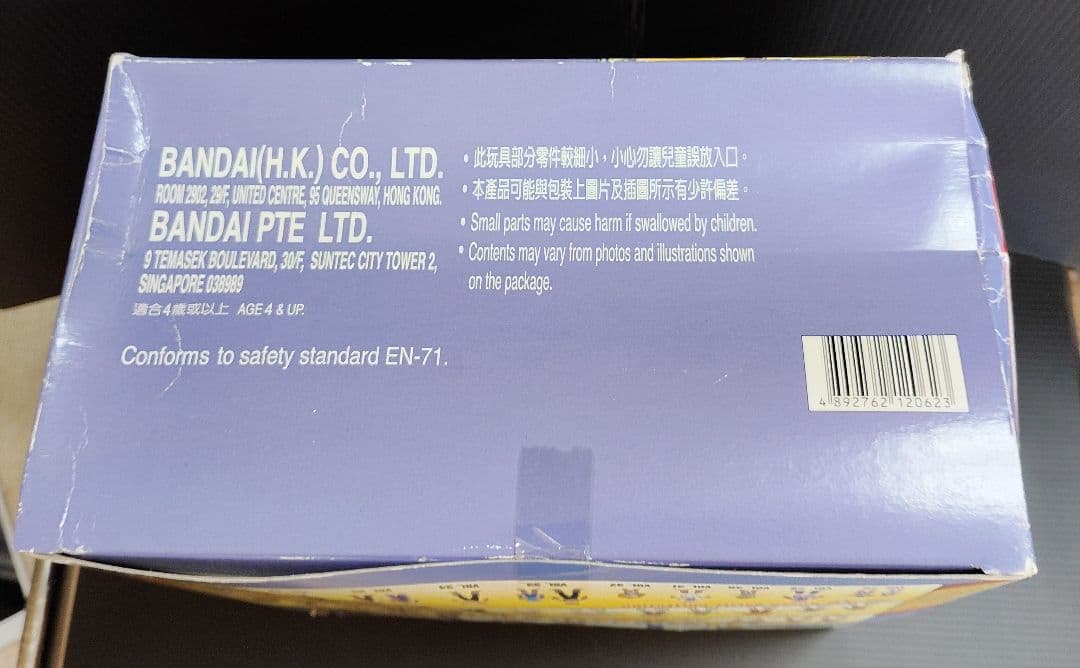 BANDAI(H.K.) CO., LTD.
ROOM 2902, 29/F, UNITED CENTRE, 95 QUEENSWAY, HONG KONG.
BANDAI PTE LTD.
9 TEMASEK BOULEVARD, 30/F, SUNTEC CITY TOWER 2,
SINGAPORE 038989
適合4歲或以上 AGE 4 & UP.
Conforms to safety standard EN-71.
• 此玩具部分零件較細小，小心勿讓兒童誤放入口。
• 本產品可能與包裝上圖片及插圖所示有少許偏差。
• Small parts may cause harm if swallowed by children.
• Contents may vary from photos and illustrations shown
on the package.
4 892762 120623